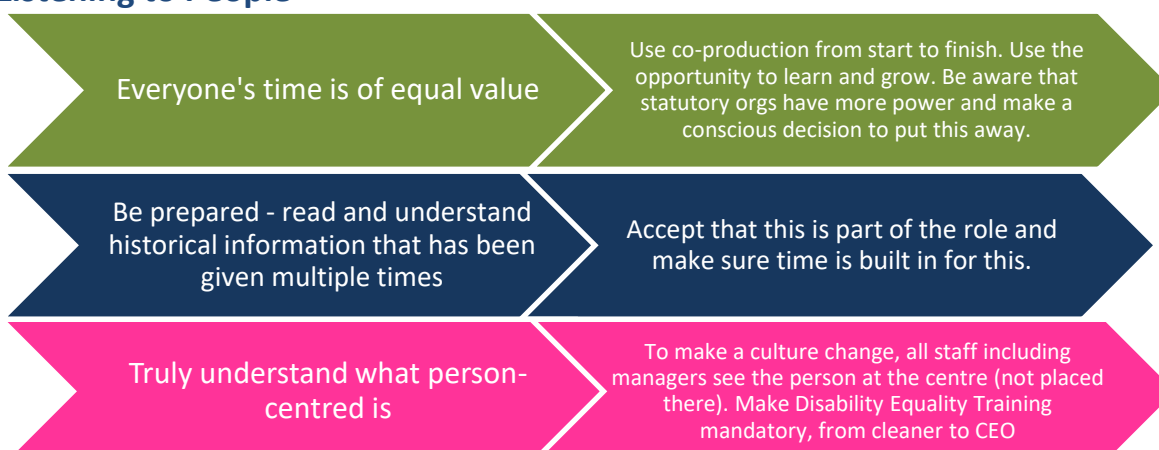 Listening to People
Everyone's time is of equal value
Use co-production from start to finish. Use the
opportunity to learn and grow. Be aware that
statutory orgs have more power and make a
conscious decision to put this away.
Be prepared - read and understand
historical information that has been
given multiple times
Accept that this is part of the role and
make sure time is built in for this.
Truly understand what person-
centred is
To make a culture change, all staff including
managers see the person at the centre (not placed
there). Make Disability Equality Training
mandatory, from cleaner to CEO